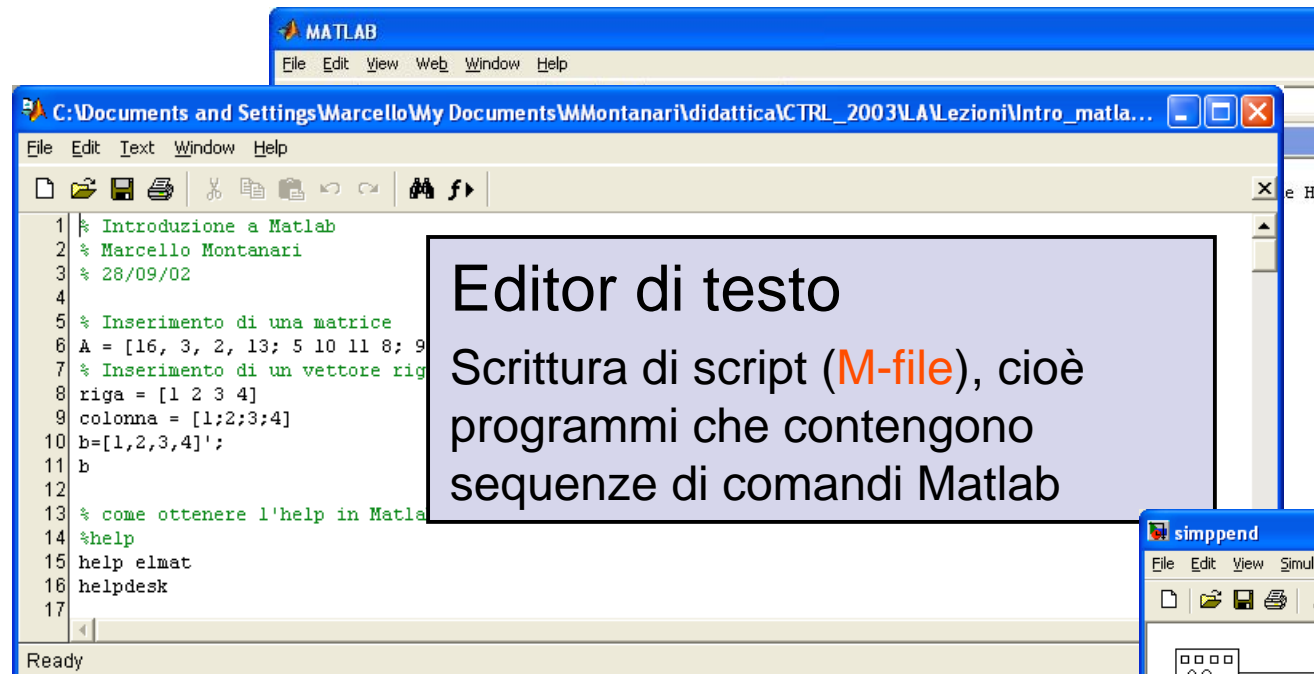 MATLAB
File Edit View Web Window Help
C:\Documents and Settings\Marcello\My Documents\MMontanari\didattica\CTRL_2003\LA\Lezioni\Intro_matla...
File Edit Text Window Help
e H
1 % Introduzione a Matlab
2 % Marcello Montanari
3 % 28/09/02
4
5 % Inserimento di una matrice
6 A = [16, 3, 2, 13; 5 10 11 8; 9
7 % Inserimento di un vettore rig
8 riga = [1 2 3 4]
9 colonna = [1;2;3;4]
10 b=[1,2,3,4]';
11 b
12
13 % come ottenere l'help in Matla
14 %help
15 help elmat
16 helpdesk
17
Editor di testo
Scrittura di script (M-file), cioè
programmi che contengono
sequenze di comandi Matlab
Ready
simppend
File Edit View Simul